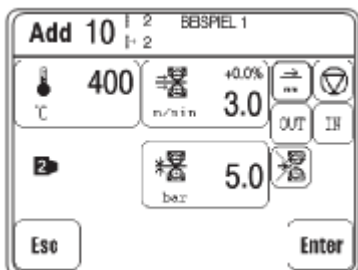 Add 10 2 BEISPIEL 1
2
400 +0.0%
°C m/min 3.0 OUT IN
2 5.0
bar
Esc Enter